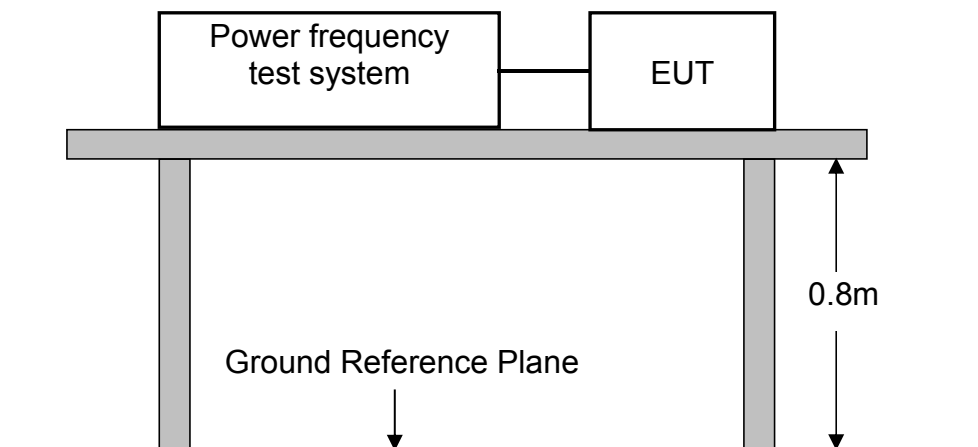 Power frequency
test system
EUT
0.8m
Ground Reference Plane